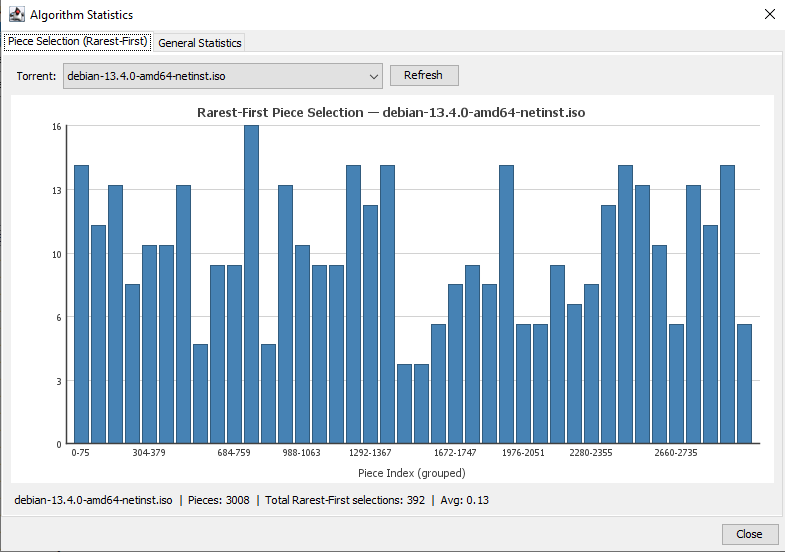 Algorithm Statistics
Piece Selection (Rarest-First) General Statistics
Torrent: debian-13.4.0-amd64-netinst.iso Refresh
Rarest-First Piece Selection — debian-13.4.0-amd64-netinst.iso
16
13
10
6
3
0
0-75 304-379 684-759 988-1063 1292-1367 1672-1747 1976-2051 2280-2355 2660-2735
Piece Index (grouped)
debian-13.4.0-amd64-netinst.iso | Pieces: 3008 | Total Rarest-First selections: 392 | Avg: 0.13
Close